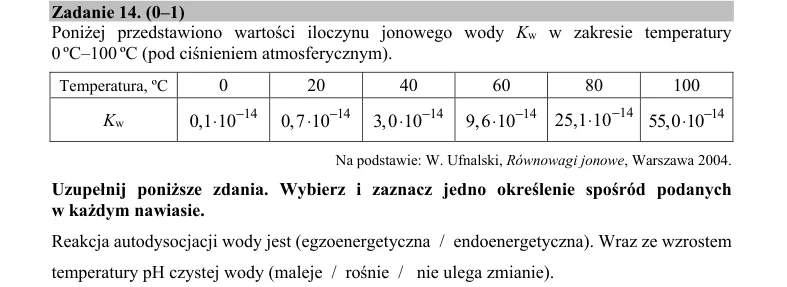 Zadanie 14. (0–1)
Poniżej przedstawiono wartości iloczynu jonowego wody Kw w zakresie temperatury
0 ºC–100 ºC (pod ciśnieniem atmosferycznym).
Temperatura, ºC 0 20 40 60 80 100
Kw 0,1·10⁻¹⁴ 0,7·10⁻¹⁴ 3,0·10⁻¹⁴ 9,6·10⁻¹⁴ 25,1·10⁻¹⁴ 55,0·10⁻¹⁴
Na podstawie: W. Ufnalski, Równowagi jonowe, Warszawa 2004.
Uzupełnij poniższe zdania. Wybierz i zaznacz jedno określenie spośród podanych
w każdym nawiasie.
Reakcja autodysocjacji wody jest (egzoenergetyczna / endoenergetyczna). Wraz ze wzrostem
temperatury pH czystej wody (maleje / rośnie / nie ulega zmianie).